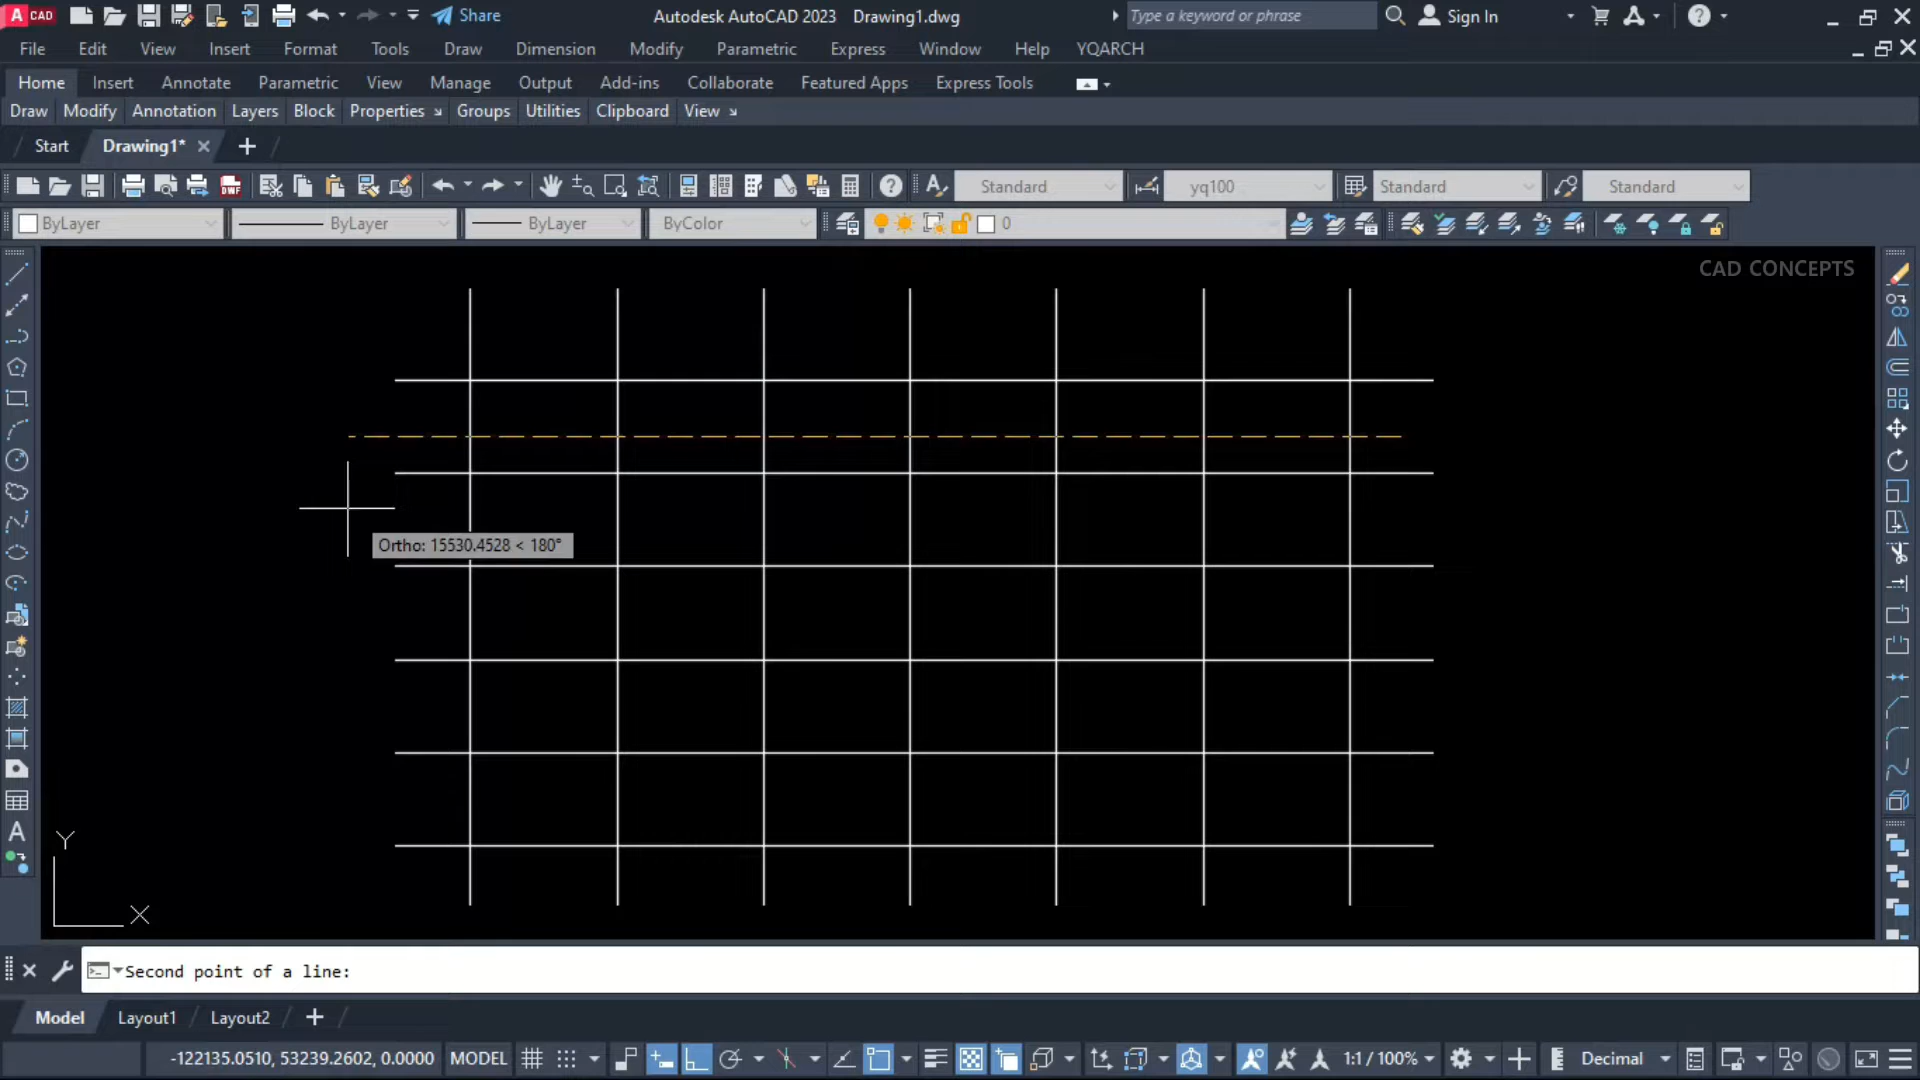 A CAD Share Autodesk AutoCAD 2023 Drawing1.dwg Type a keyword or phrase Sign In
File Edit View Insert Format Tools Draw Dimension Modify Parametric Express Window Help YQARCH
Home Insert Annotate Parametric View Manage Output Add-ins Collaborate Featured Apps Express Tools
Draw Modify Annotation Layers Block Properties Groups Utilities Clipboard View
Start Drawing1*
DWF Standard yq100 Standard Standard
ByLayer ByLayer ByLayer ByColor 0
CAD CONCEPTS
Ortho: 15530.4528 < 180°
A
Y
X
Second point of a line:
Model Layout1 Layout2
-122135.0510, 53239.2602, 0.0000 MODEL 1:1 / 100% Decimal